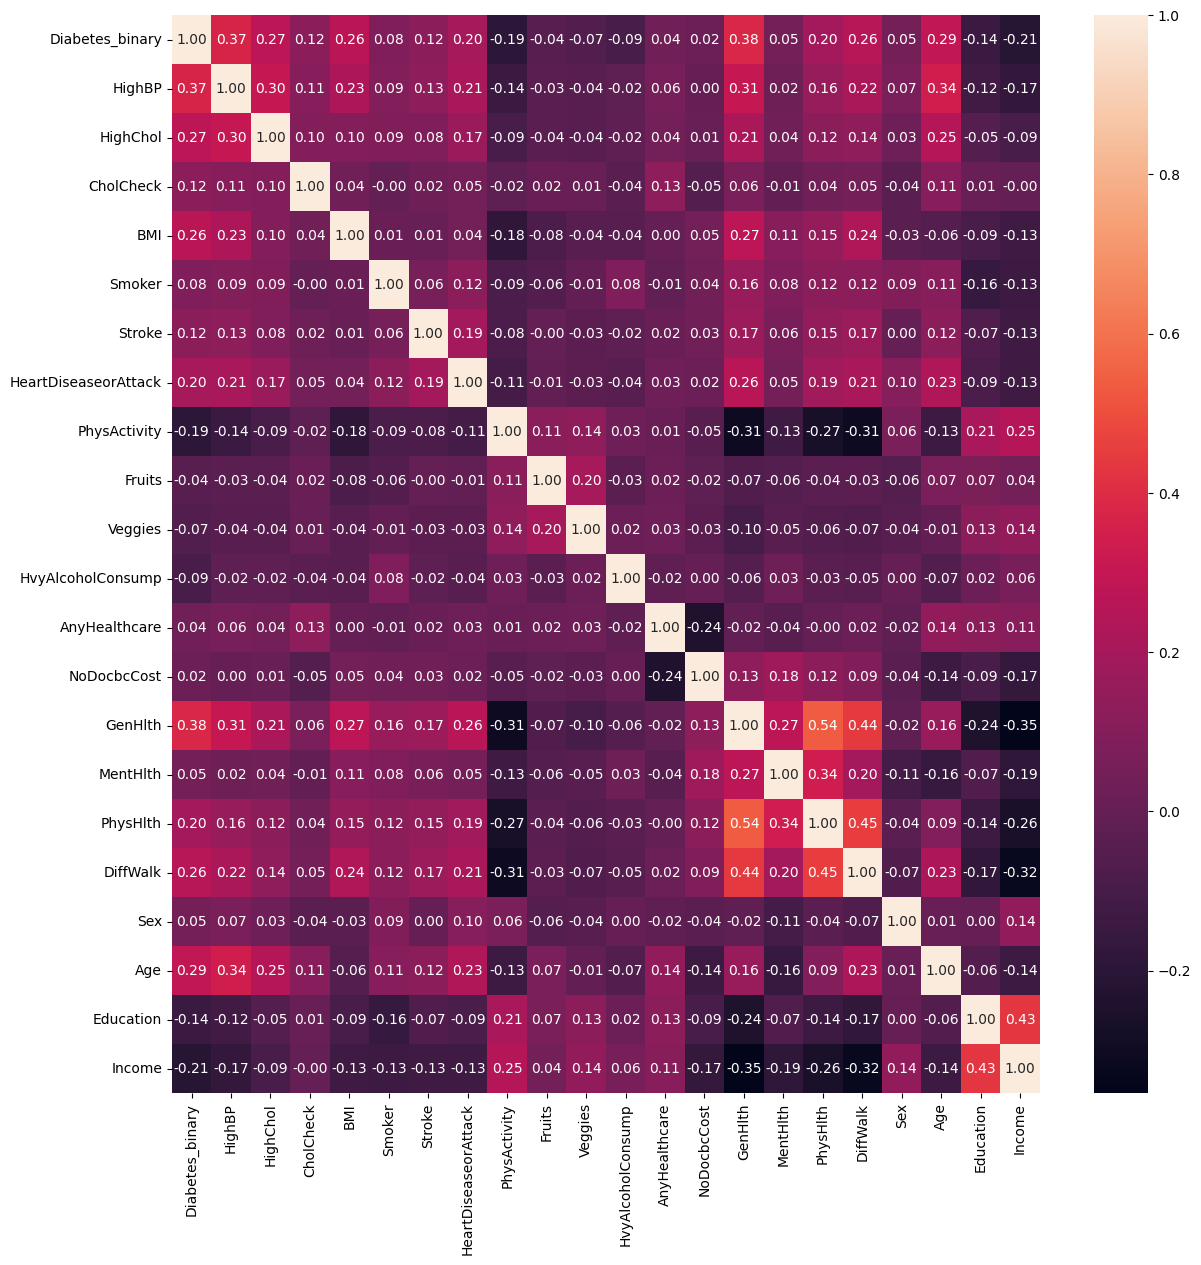 Diabetes_binary 1.00 0.37 0.27 0.12 0.26 0.08 0.12 0.20 -0.19 -0.04 -0.07 -0.09 0.04 0.02 0.38 0.05 0.20 0.26 0.05 0.29 -0.14 -0.21
HighBP 0.37 1.00 0.30 0.11 0.23 0.09 0.13 0.21 -0.14 -0.03 -0.04 -0.02 0.06 0.00 0.31 0.02 0.16 0.22 0.07 0.34 -0.12 -0.17
HighChol 0.27 0.30 1.00 0.10 0.10 0.09 0.08 0.17 -0.09 -0.04 -0.04 -0.02 0.04 0.01 0.21 0.04 0.12 0.14 0.03 0.25 -0.05 -0.09
CholCheck 0.12 0.11 0.10 1.00 0.04 -0.00 0.02 0.05 -0.02 0.02 0.01 -0.04 0.13 -0.05 0.06 -0.01 0.04 0.05 -0.04 0.11 0.01 -0.00
BMI 0.26 0.23 0.10 0.04 1.00 0.01 0.01 0.04 -0.18 -0.08 -0.04 -0.04 0.00 0.05 0.27 0.11 0.15 0.24 -0.03 -0.06 -0.09 -0.13
Smoker 0.08 0.09 0.09 -0.00 0.01 1.00 0.06 0.12 -0.09 -0.06 -0.01 0.08 -0.01 0.04 0.16 0.08 0.12 0.12 0.09 0.11 -0.16 -0.13
Stroke 0.12 0.13 0.08 0.02 0.01 0.06 1.00 0.19 -0.08 -0.00 -0.03 -0.02 0.02 0.03 0.17 0.06 0.15 0.17 0.00 0.12 -0.07 -0.13
HeartDiseaseorAttack 0.20 0.21 0.17 0.05 0.04 0.12 0.19 1.00 -0.11 -0.01 -0.03 -0.04 0.03 0.02 0.26 0.05 0.19 0.21 0.10 0.23 -0.09 -0.13
PhysActivity -0.19 -0.14 -0.09 -0.02 -0.18 -0.09 -0.08 -0.11 1.00 0.11 0.14 0.03 0.01 -0.05 -0.31 -0.13 -0.27 -0.31 0.06 -0.13 0.21 0.25
Fruits -0.04 -0.03 -0.04 0.02 -0.08 -0.06 -0.00 -0.01 0.11 1.00 0.20 -0.03 0.02 -0.02 -0.07 -0.06 -0.04 -0.03 -0.06 0.07 0.07 0.04
Veggies -0.07 -0.04 -0.04 0.01 -0.04 -0.01 -0.03 -0.03 0.14 0.20 1.00 0.02 0.03 -0.03 -0.10 -0.05 -0.06 -0.07 -0.04 -0.01 0.13 0.14
HvyAlcoholConsump -0.09 -0.02 -0.02 -0.04 -0.04 0.08 -0.02 -0.04 0.03 -0.03 0.02 1.00 -0.02 0.00 -0.06 0.03 -0.03 -0.05 0.00 -0.07 0.02 0.06
AnyHealthcare 0.04 0.06 0.04 0.13 0.00 -0.01 0.02 0.03 0.01 0.02 0.03 -0.02 1.00 -0.24 -0.02 -0.04 -0.00 0.02 -0.02 0.14 0.13 0.11
NoDocbcCost 0.02 0.00 0.01 -0.05 0.05 0.04 0.03 0.02 -0.05 -0.02 -0.03 0.00 -0.24 1.00 0.13 0.18 0.12 0.09 -0.04 -0.14 -0.09 -0.17
GenHlth 0.38 0.31 0.21 0.06 0.27 0.16 0.17 0.26 -0.31 -0.07 -0.10 -0.06 -0.02 0.13 1.00 0.27 0.54 0.44 -0.02 0.16 -0.24 -0.35
MentHlth 0.05 0.02 0.04 -0.01 0.11 0.08 0.06 0.05 -0.13 -0.06 -0.05 0.03 -0.04 0.18 0.27 1.00 0.34 0.20 -0.11 -0.16 -0.07 -0.19
PhysHlth 0.20 0.16 0.12 0.04 0.15 0.12 0.15 0.19 -0.27 -0.04 -0.06 -0.03 -0.00 0.12 0.54 0.34 1.00 0.45 -0.04 0.09 -0.14 -0.26
DiffWalk 0.26 0.22 0.14 0.05 0.24 0.12 0.17 0.21 -0.31 -0.03 -0.07 -0.05 0.02 0.09 0.44 0.20 0.45 1.00 -0.07 0.23 -0.17 -0.32
Sex 0.05 0.07 0.03 -0.04 -0.03 0.09 0.00 0.10 0.06 -0.06 -0.04 0.00 -0.02 -0.04 -0.02 -0.11 -0.04 -0.07 1.00 0.01 0.00 0.14
Age 0.29 0.34 0.25 0.11 -0.06 0.11 0.12 0.23 -0.13 0.07 -0.01 -0.07 0.14 -0.14 0.16 -0.16 0.09 0.23 0.01 1.00 -0.06 -0.14
Education -0.14 -0.12 -0.05 0.01 -0.09 -0.16 -0.07 -0.09 0.21 0.07 0.13 0.02 0.13 -0.09 -0.24 -0.07 -0.14 -0.17 0.00 -0.06 1.00 0.43
Income -0.21 -0.17 -0.09 -0.00 -0.13 -0.13 -0.13 -0.13 0.25 0.04 0.14 0.06 0.11 -0.17 -0.35 -0.19 -0.26 -0.32 0.14 -0.14 0.43 1.00
Diabetes_binary
HighBP
HighChol
CholCheck
BMI
Smoker
Stroke
HeartDiseaseorAttack
PhysActivity
Fruits
Veggies
HvyAlcoholConsump
AnyHealthcare
NoDocbcCost
GenHlth
MentHlth
PhysHlth
DiffWalk
Sex
Age
Education
Income
1.0
0.8
0.6
0.4
0.2
0.0
−0.2